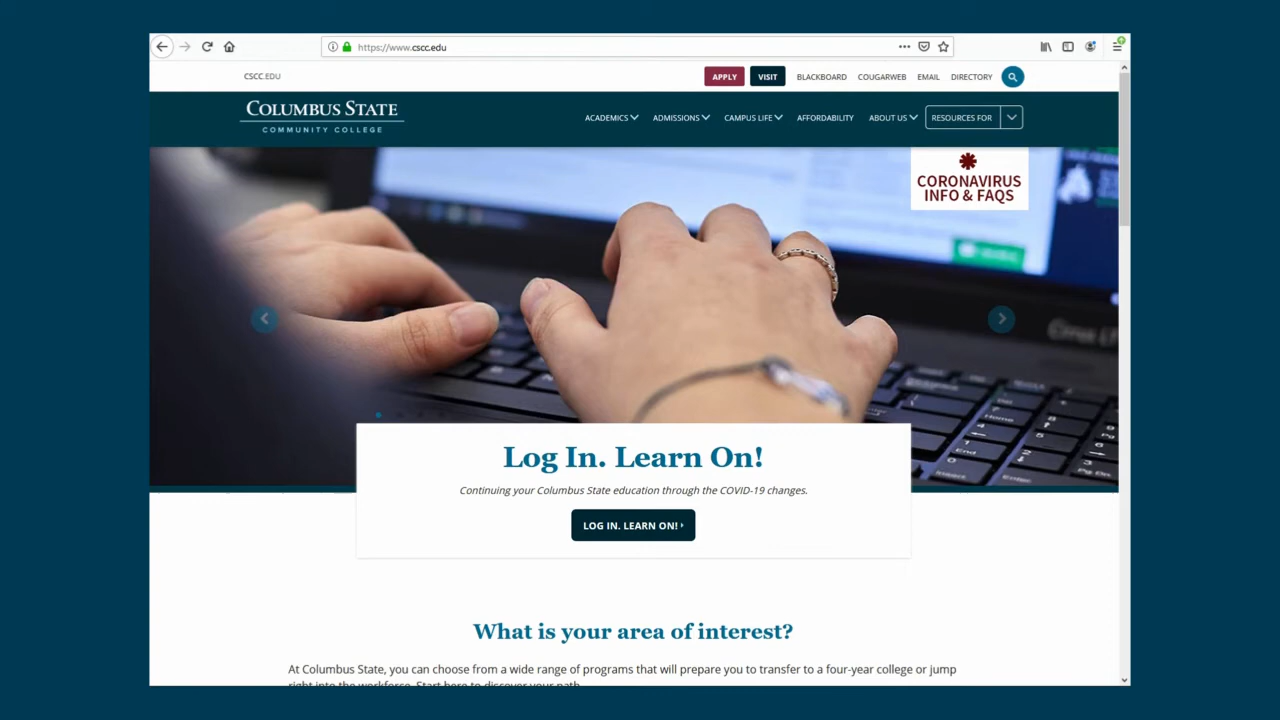 https://www.cscc.edu
CSCC.EDU
APPLY
VISIT
BLACKBOARD
COUGARWEB
EMAIL
DIRECTORY
COLUMBUS STATE
COMMUNITY COLLEGE
ACADEMICS
ADMISSIONS
CAMPUS LIFE
AFFORDABILITY
ABOUT US
RESOURCES FOR
CORONAVIRUS
INFO & FAQS
Log In. Learn On!
Continuing your Columbus State education through the COVID-19 changes.
LOG IN. LEARN ON!
What is your area of interest?
At Columbus State, you can choose from a wide range of programs that will prepare you to transfer to a four-year college or jump
right into the workforce. Start here to discover your path.